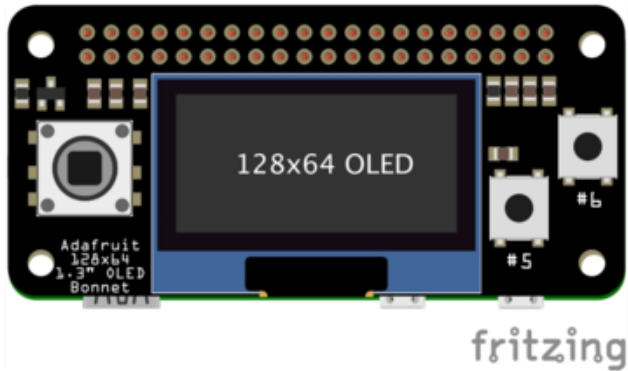 128x64 OLED
#6
#5
Adafruit
128x64
1.3" OLED
Bonnet
fritzing